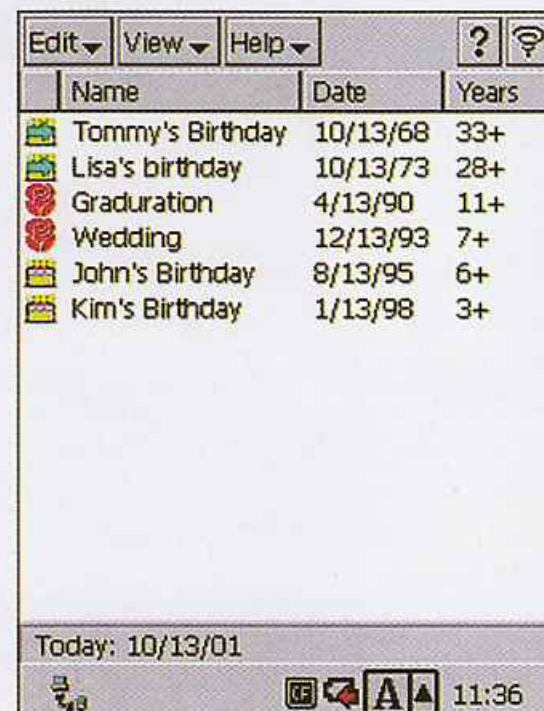 Edit View Help ?
Name Date Years
Tommy's Birthday 10/13/68 33+
Lisa's birthday 10/13/73 28+
Graduration 4/13/90 11+
Wedding 12/13/93 7+
John's Birthday 8/13/95 6+
Kim's Birthday 1/13/98 3+
Today: 10/13/01
CF A 11:36